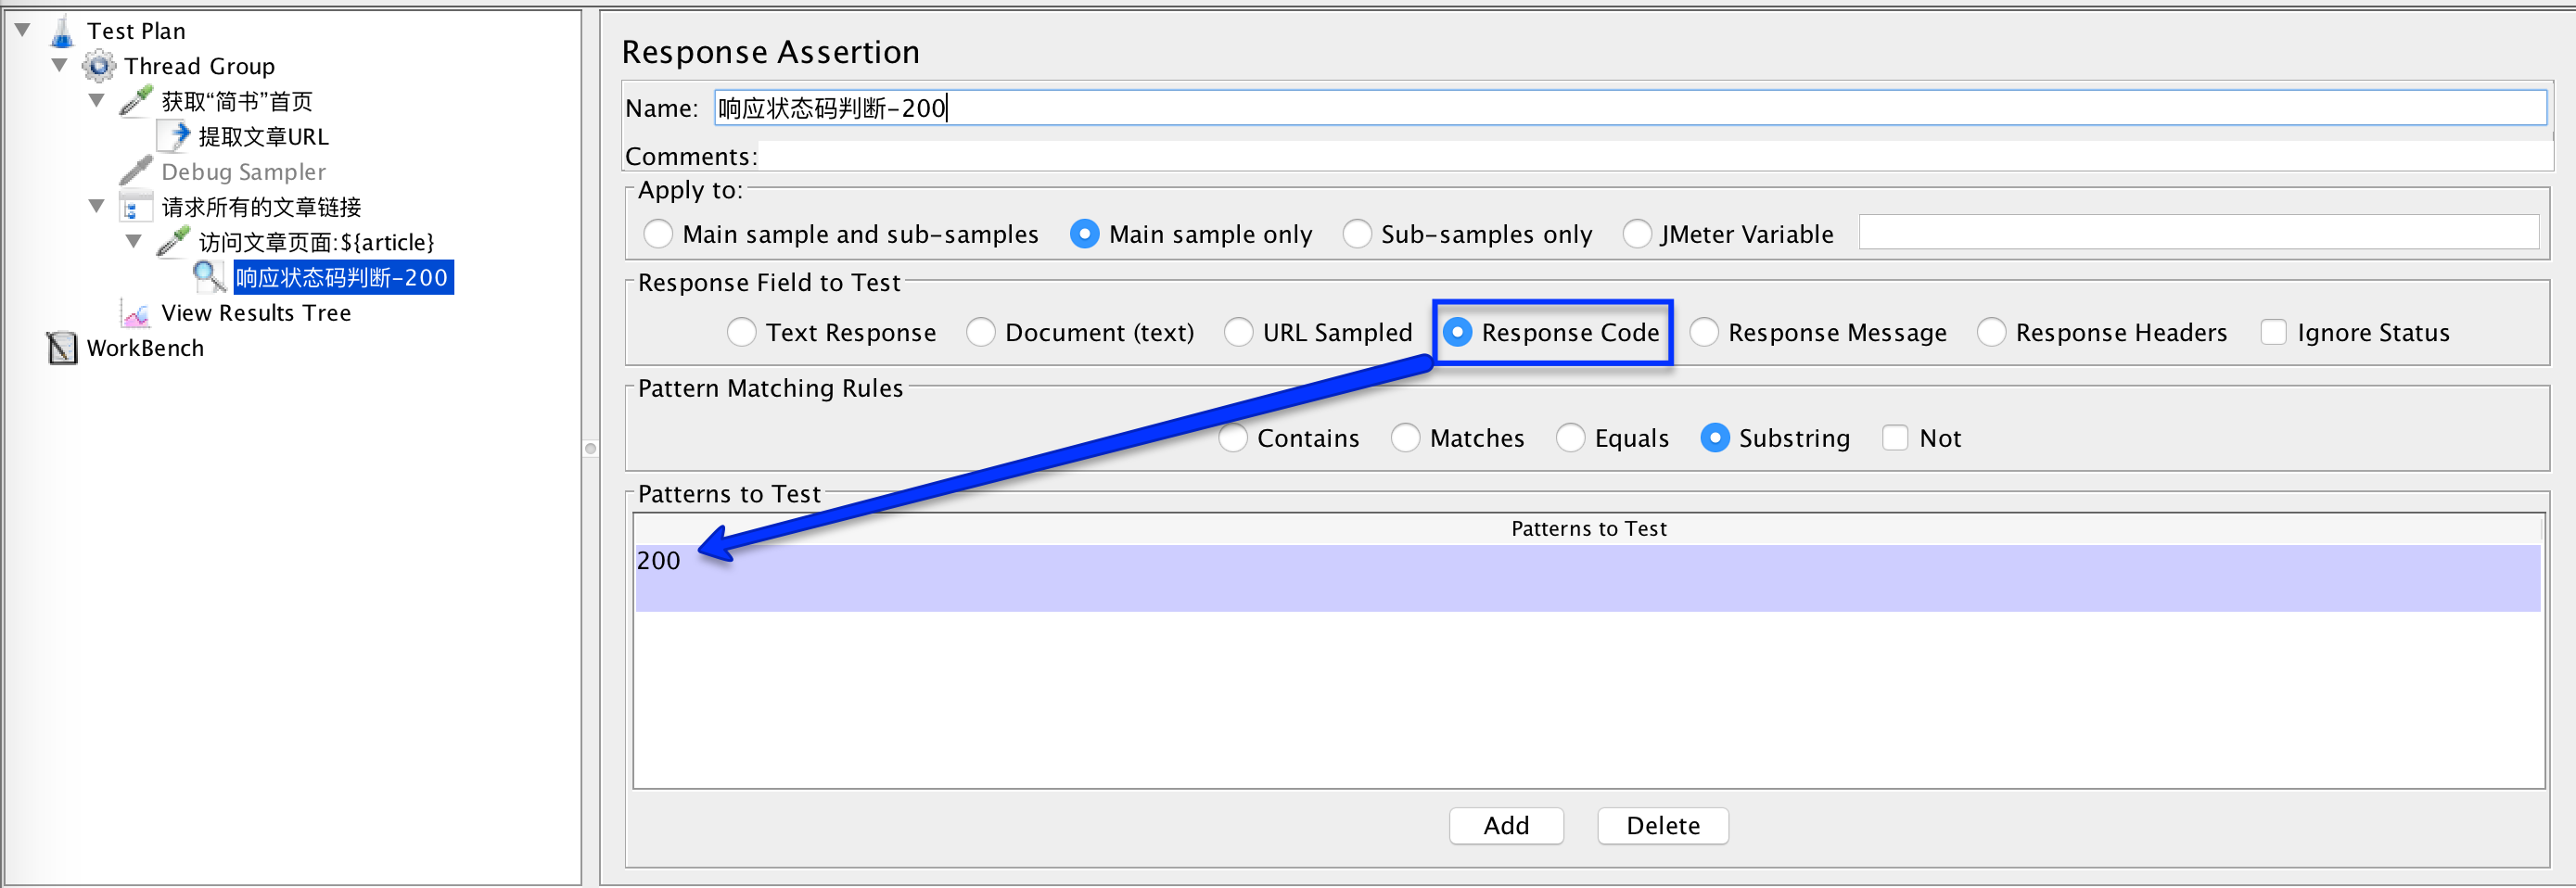 Test Plan
Thread Group
获取“简书”首页
提取文章URL
Debug Sampler
请求所有的文章链接
访问文章页面:${article}
响应状态码判断-200
View Results Tree
WorkBench
Response Assertion
Name: 响应状态码判断-200
Comments:
Apply to:
Main sample and sub-samples Main sample only Sub-samples only JMeter Variable
Response Field to Test
Text Response Document (text) URL Sampled Response Code Response Message Response Headers Ignore Status
Pattern Matching Rules
Contains Matches Equals Substring Not
Patterns to Test
Patterns to Test
200
Add Delete